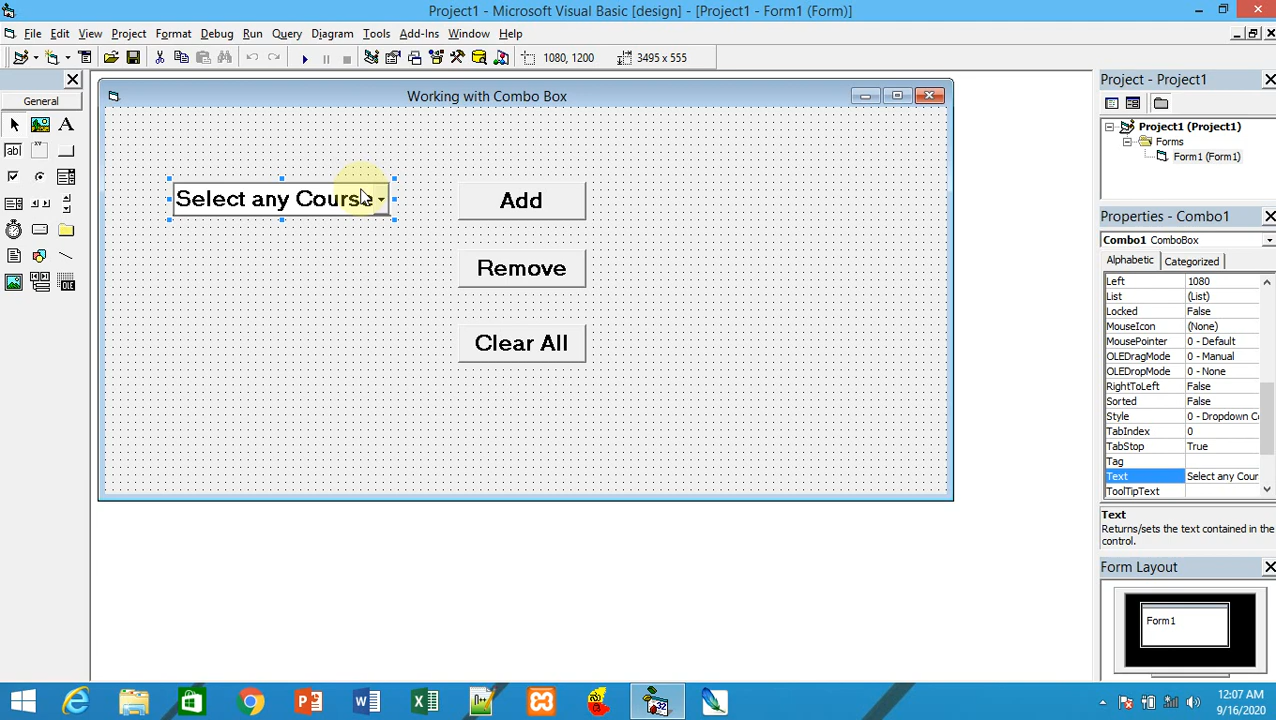 Project1 - Microsoft Visual Basic [design] - [Project1 - Form1 (Form)]
File Edit View Project Format Debug Run Query Diagram Tools Add-Ins Window Help
1080, 1200 3495 x 555
General
A
abl
xv
Working with Combo Box
Select any Course
Add
Remove
Clear All
Project - Project1
Project1 (Project1)
Forms
Form1 (Form1)
Properties - Combo1
Combo1 ComboBox
Alphabetic Categorized
Left 1080
List (List)
Locked False
MouseIcon (None)
MousePointer 0 - Default
OLEDragMode 0 - Manual
OLEDropMode 0 - None
RightToLeft False
Sorted False
Style 0 - Dropdown C
TabIndex 0
TabStop True
Tag
Text Select any Cour
ToolTipText
Text
Returns/sets the text contained in the
control.
Form Layout
Form1
12:07 AM
9/16/2020